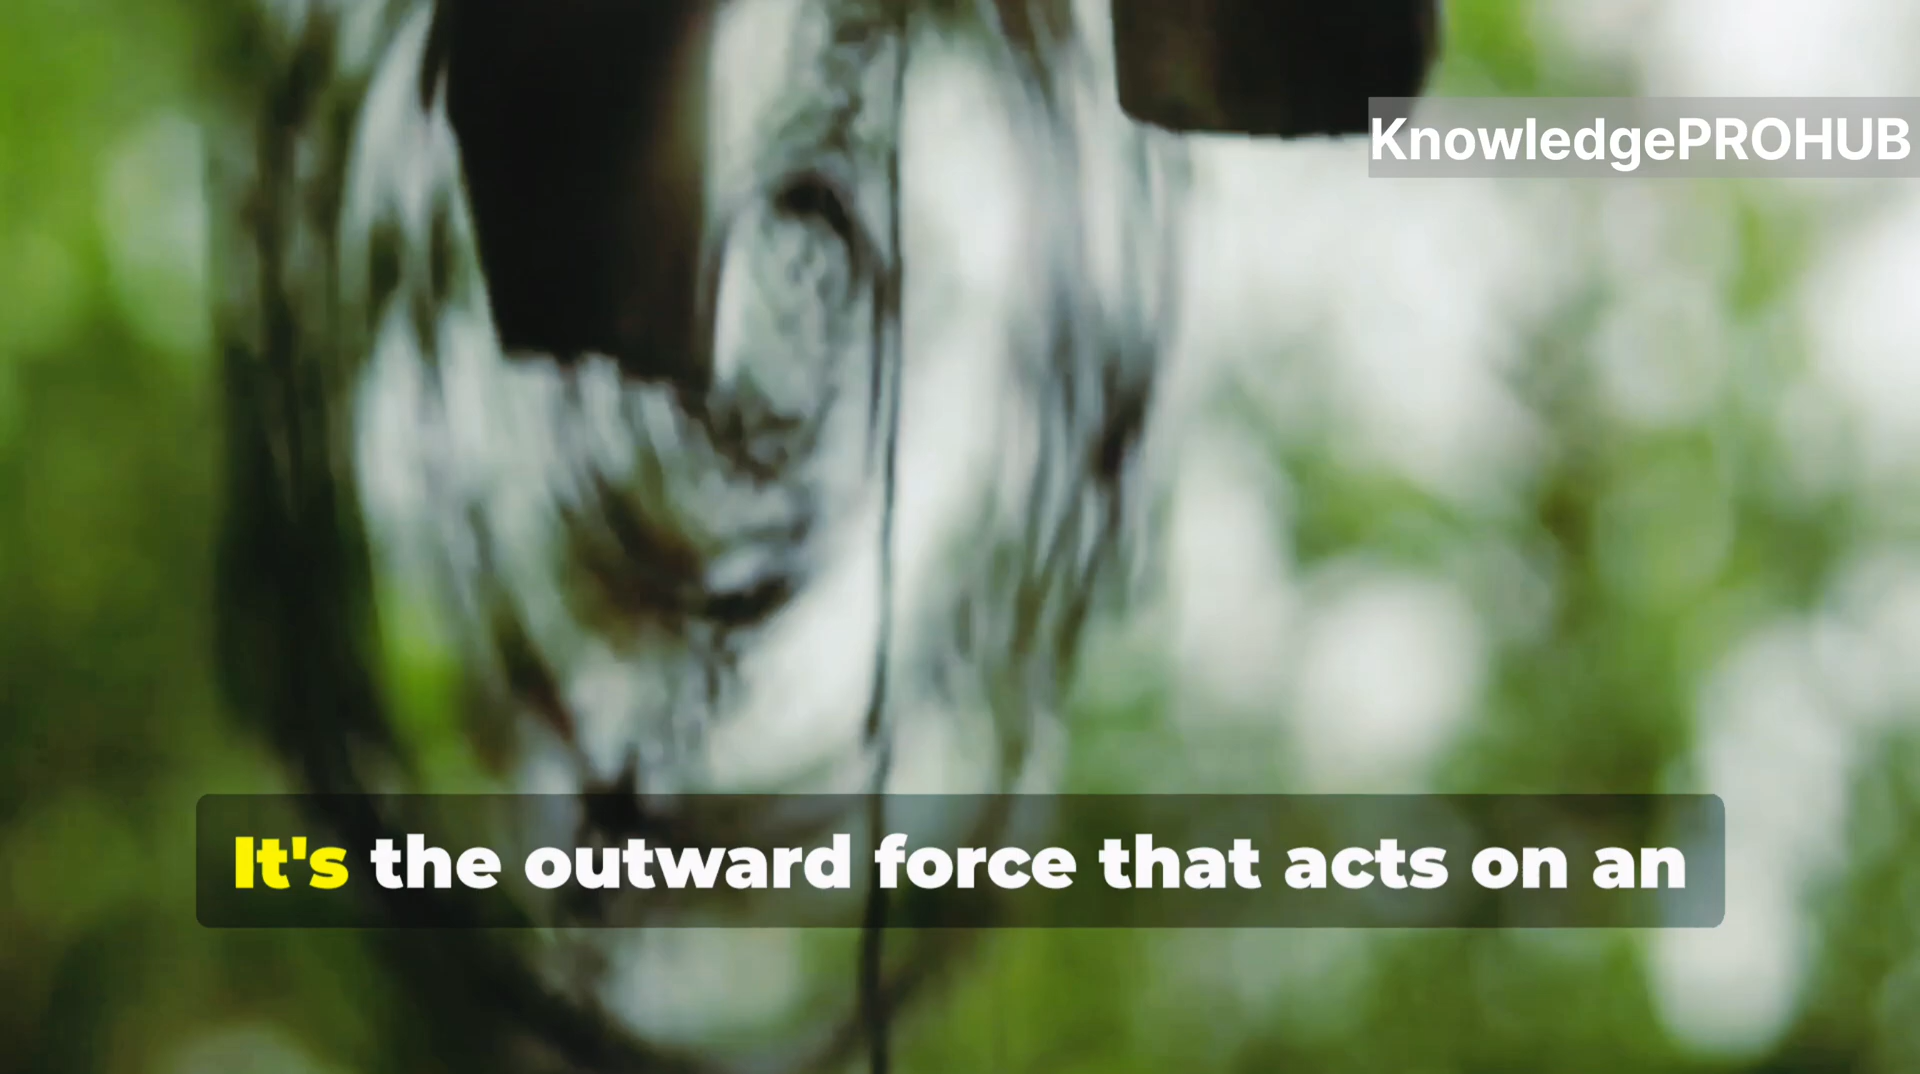 KnowledgePROHUB
It's the outward force that acts on an